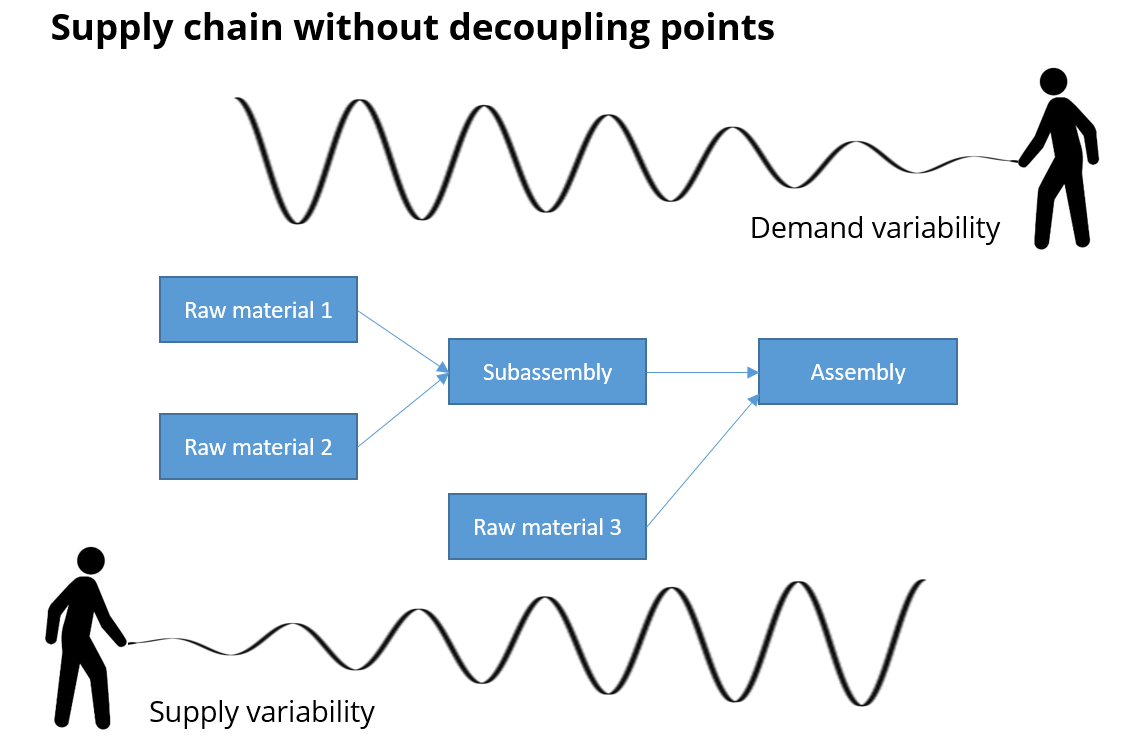 Supply chain without decoupling points
Demand variability
Raw material 1
Subassembly
Assembly
Raw material 2
Raw material 3
Supply variability